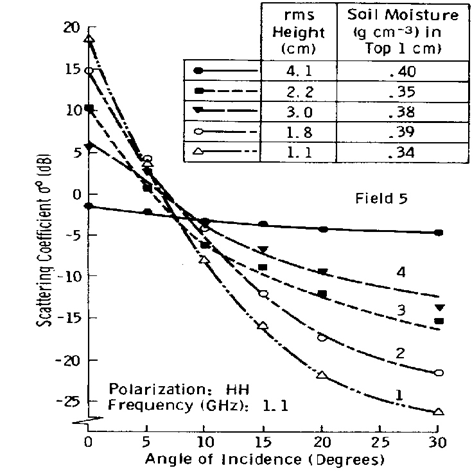 rms Height (cm) | Soil Moisture (g cm⁻³) in Top 1 cm)
4.1 | .40
2.2 | .35
3.0 | .38
1.8 | .39
1.1 | .34
Scattering Coefficient σ° (dB)
20
15
10
5
0
-5
-10
-15
-20
-25
Field 5
4
3
2
1
Polarization: HH
Frequency (GHz): 1.1
0 5 10 15 20 25 30
Angle of Incidence (Degrees)